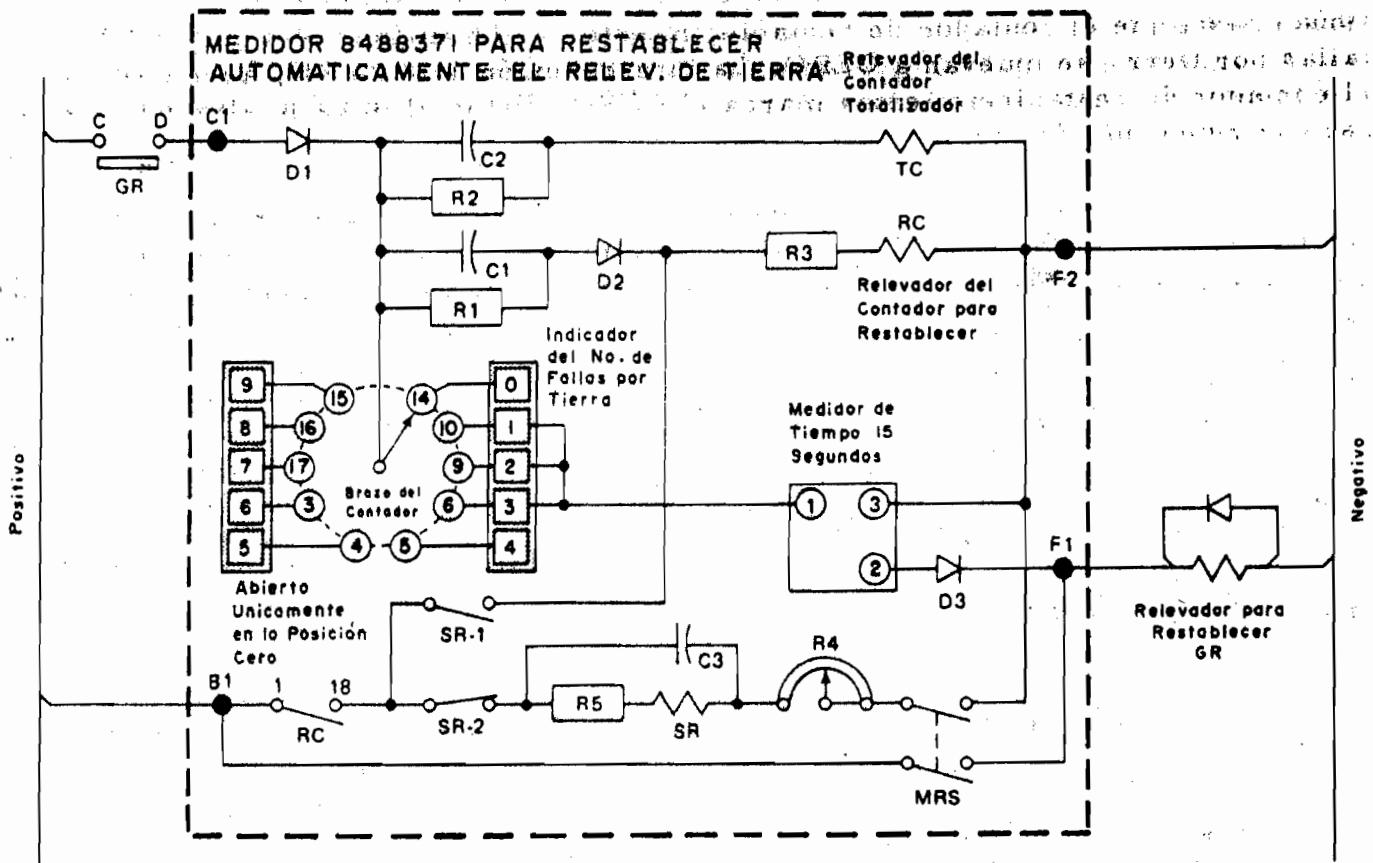 MEDIDOR 8488371 PARA RESTABLECER
AUTOMATICAMENTE EL RELEV. DE TIERRA
Relevador del
Contador
Totalizador
C
D
C1
GR
D1
C2
R2
TC
C1
R1
D2
R3
RC
F2
Relevador del
Contador para
Restablecer
Indicador
del No. de
Fallas por
Tierra
9
8
7
6
5
15
16
17
3
4
14
10
9
6
5
0
1
2
3
4
Brazo del
Contador
Medidor de
Tiempo 15
Segundos
1
3
2
D3
F1
Positivo
Negativo
Abierto
Unicamente
en la Posición
Cero
SR-1
Relevador para
Restablecer
GR
B1
1
18
RC
SR-2
C3
R5
SR
R4
MRS